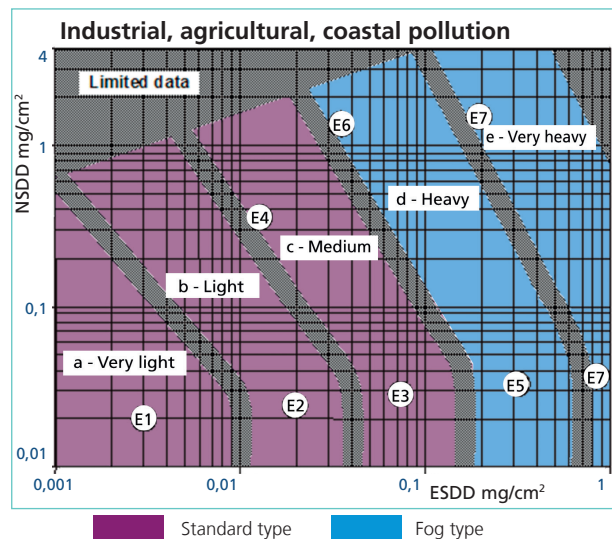 Industrial, agricultural, coastal pollution
NSDD mg/cm²
4
Limited data
E6
E7
e - Very heavy
1
d - Heavy
E4
c - Medium
b - Light
0,1
a - Very light
E7
E5
E3
E2
E1
0,01
0,001
0,01
0,1
ESDD mg/cm²
1
Standard type
Fog type